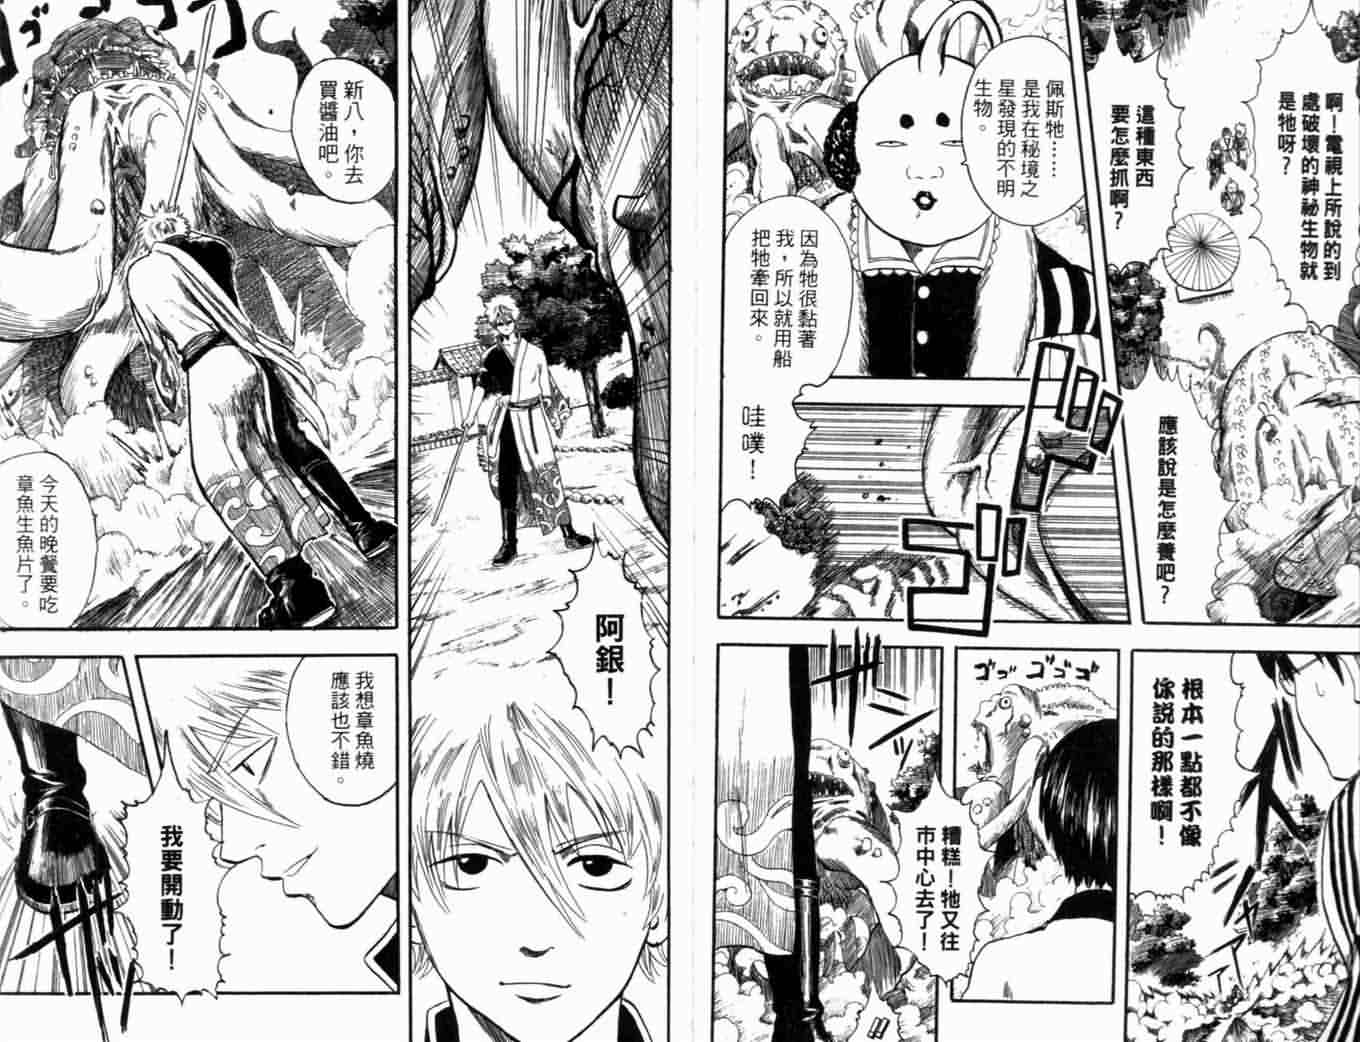 啊！電視上所說的到
處破壞的神祕生物就
是牠呀？
這種東西
要怎麼抓啊？
應該說是怎麼養吧？
佩斯牠……
是我在秘境之
星發現的不明
生物。
因為牠很黏著
我，所以就用船
把牠牽回來。
哇噗！
根本一點都不像
你說的那樣啊！
ゴゴ゛ゴゴゴ
糟糕！牠又往
市中心去了！
阿銀！
新八，你去
買醬油吧。
今天的晚餐要吃
章魚生魚片了。
我想章魚燒
應該也不錯。
我要開動了！